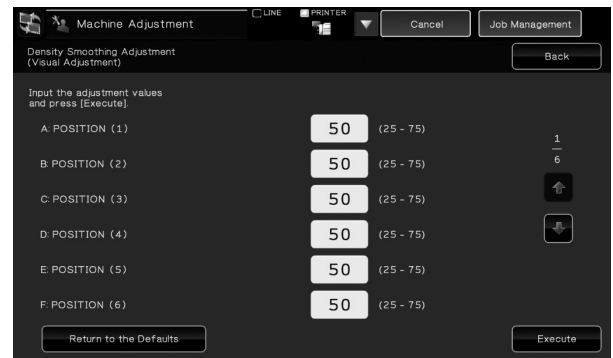 Machine Adjustment
LINE
PRINTER
Cancel
Job Management
Density Smoothing Adjustment
(Visual Adjustment)
Back
Input the adjustment values
and press [Execute].
A: POSITION (1) 50 (25 - 75)
B: POSITION (2) 50 (25 - 75)
C: POSITION (3) 50 (25 - 75)
D: POSITION (4) 50 (25 - 75)
E: POSITION (5) 50 (25 - 75)
F: POSITION (6) 50 (25 - 75)
1
6
Return to the Defaults
Execute